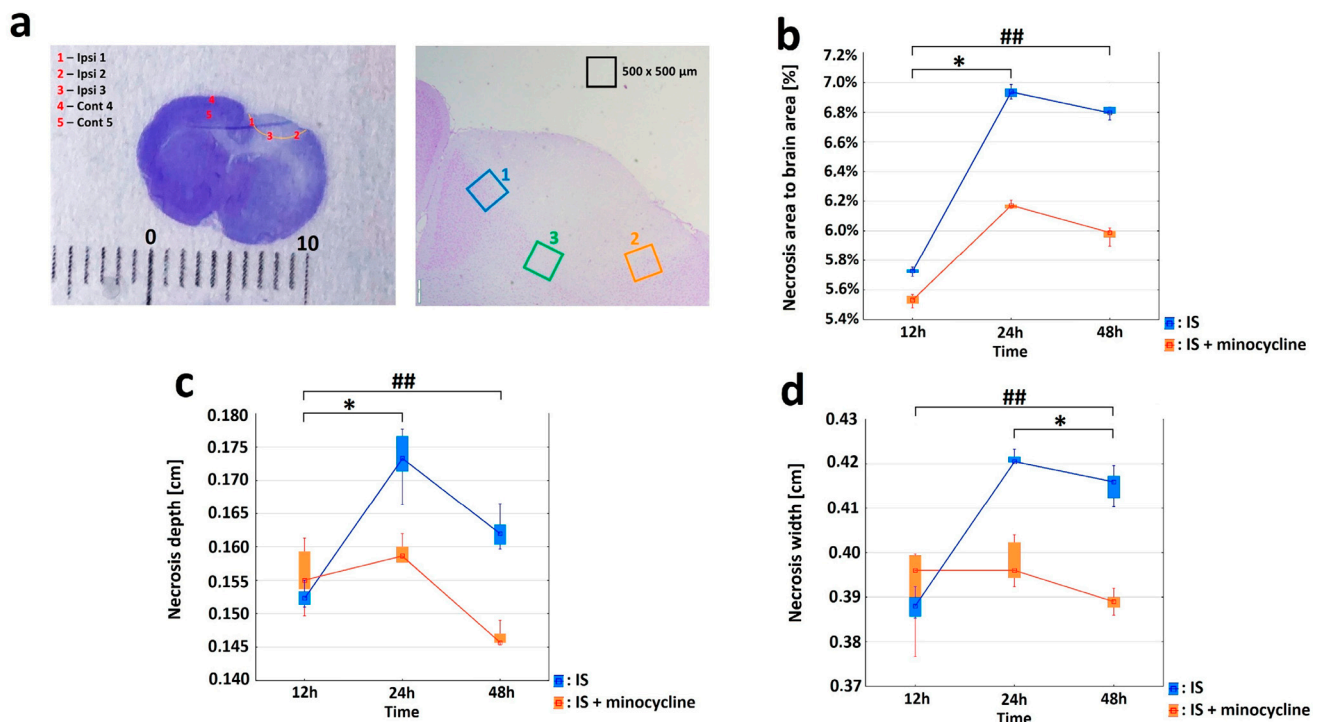 a
1 – Ipsi 1
2 – Ipsi 2
3 – Ipsi 3
4 – Cont 4
5 – Cont 5
4
5
1
3
2
0
10
500 x 500 µm
1
2
3
b
##
*
Necrosis area to brain area [%]
7.2%
7.0%
6.8%
6.6%
6.4%
6.2%
6.0%
5.8%
5.6%
5.4%
12h
24h
48h
Time
: IS
: IS + minocycline
c
##
*
Necrosis depth [cm]
0.180
0.175
0.170
0.165
0.160
0.155
0.150
0.145
0.140
12h
24h
48h
Time
: IS
: IS + minocycline
d
##
*
Necrosis width [cm]
0.43
0.42
0.41
0.40
0.39
0.38
0.37
12h
24h
48h
Time
: IS
: IS + minocycline